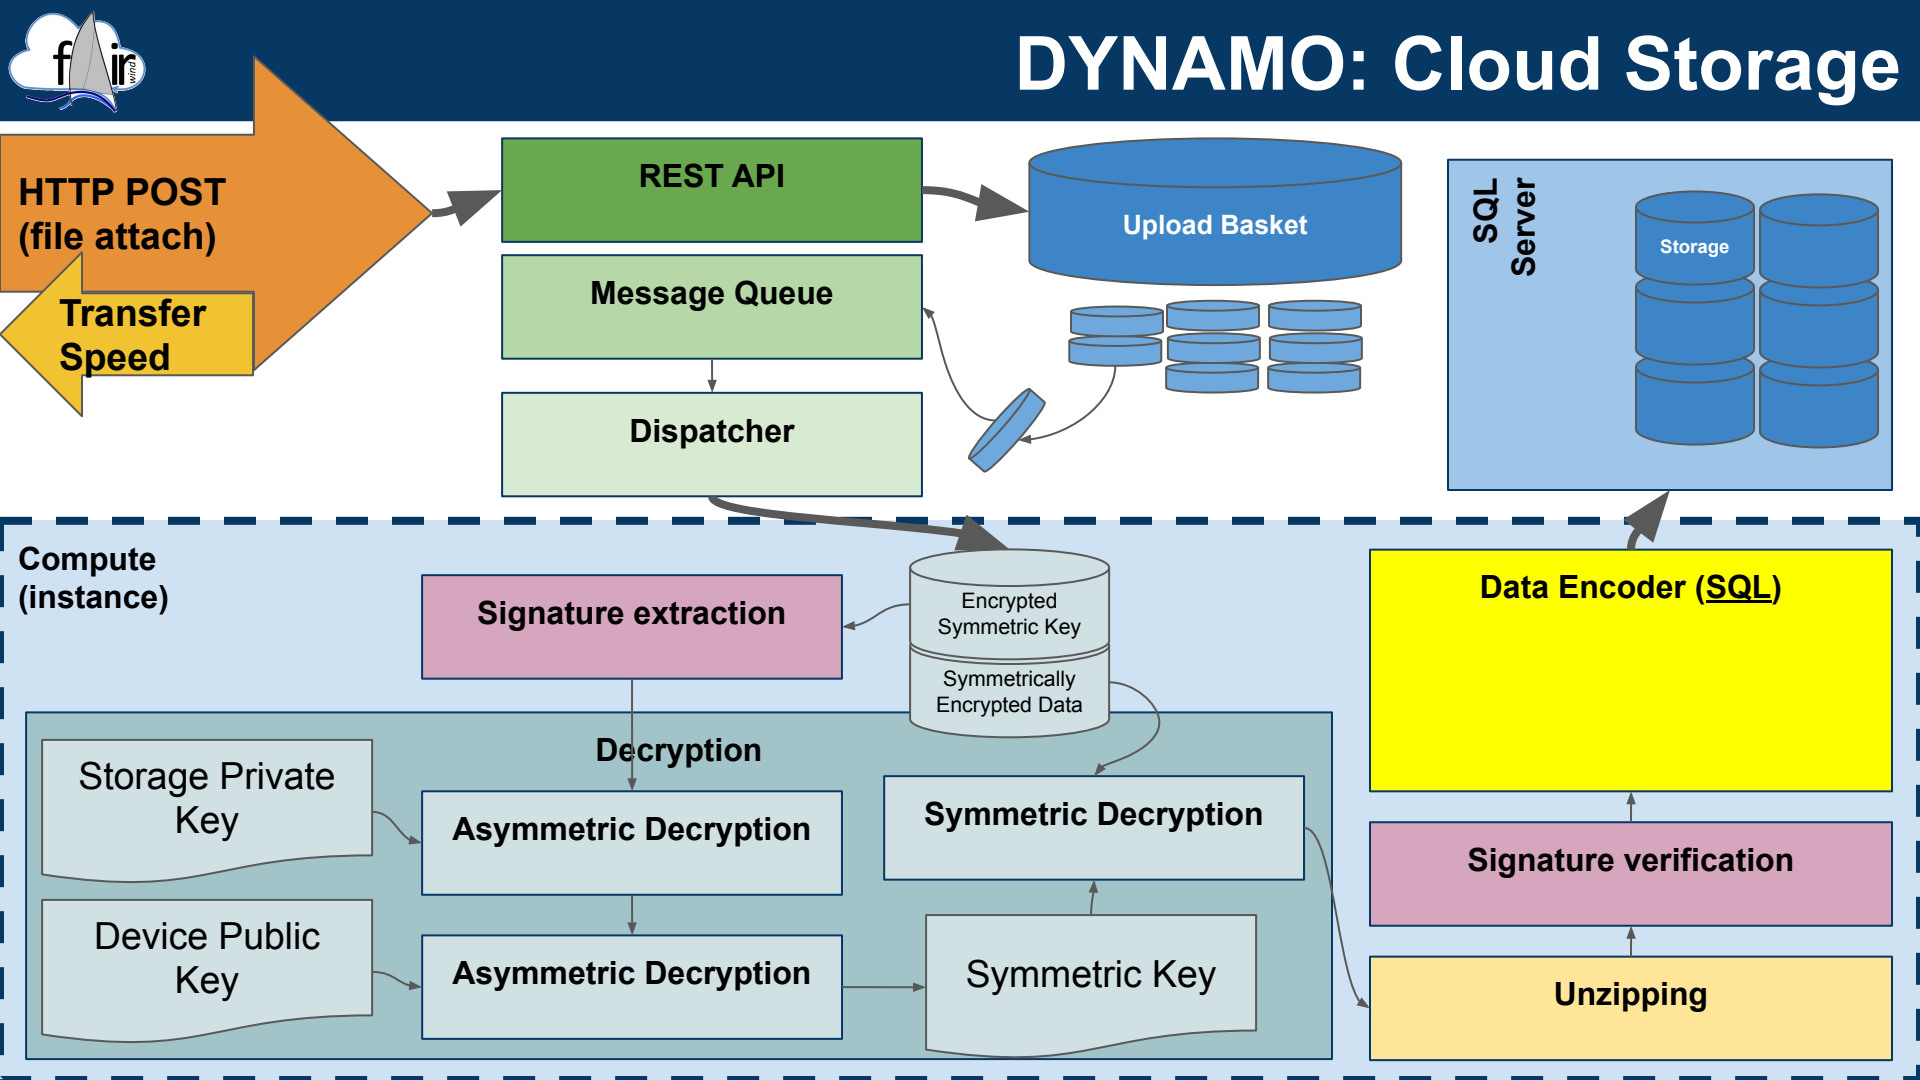 fair
wind
DYNAMO: Cloud Storage
HTTP POST
(file attach)
Transfer
Speed
REST API
Message Queue
Dispatcher
Upload Basket
SQL
Server
Storage
Compute
(instance)
Signature extraction
Encrypted
Symmetric Key
Symmetrically
Encrypted Data
Decryption
Storage Private
Key
Asymmetric Decryption
Device Public
Key
Asymmetric Decryption
Symmetric Decryption
Symmetric Key
Data Encoder (SQL)
Signature verification
Unzipping